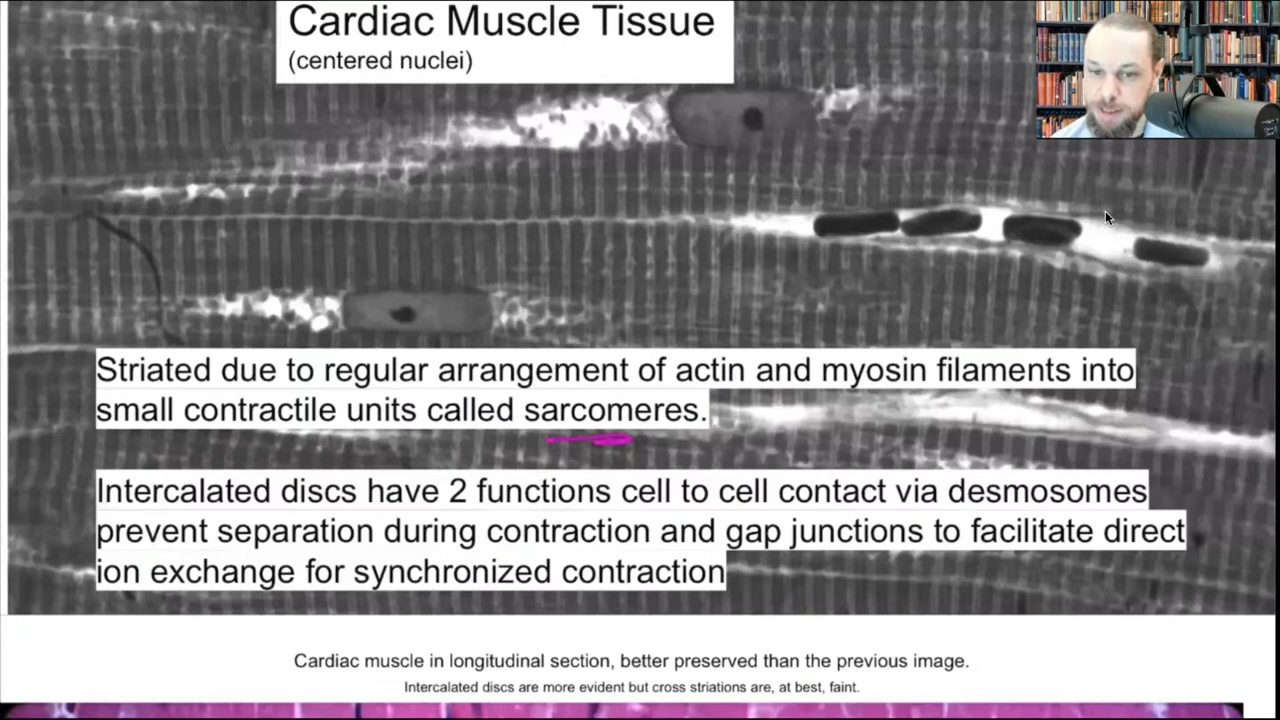 Cardiac Muscle Tissue
(centered nuclei)
Striated due to regular arrangement of actin and myosin filaments into
small contractile units called sarcomeres.
Intercalated discs have 2 functions cell to cell contact via desmosomes
prevent separation during contraction and gap junctions to facilitate direct
ion exchange for synchronized contraction
Cardiac muscle in longitudinal section, better preserved than the previous image.
Intercalated discs are more evident but cross striations are, at best, faint.